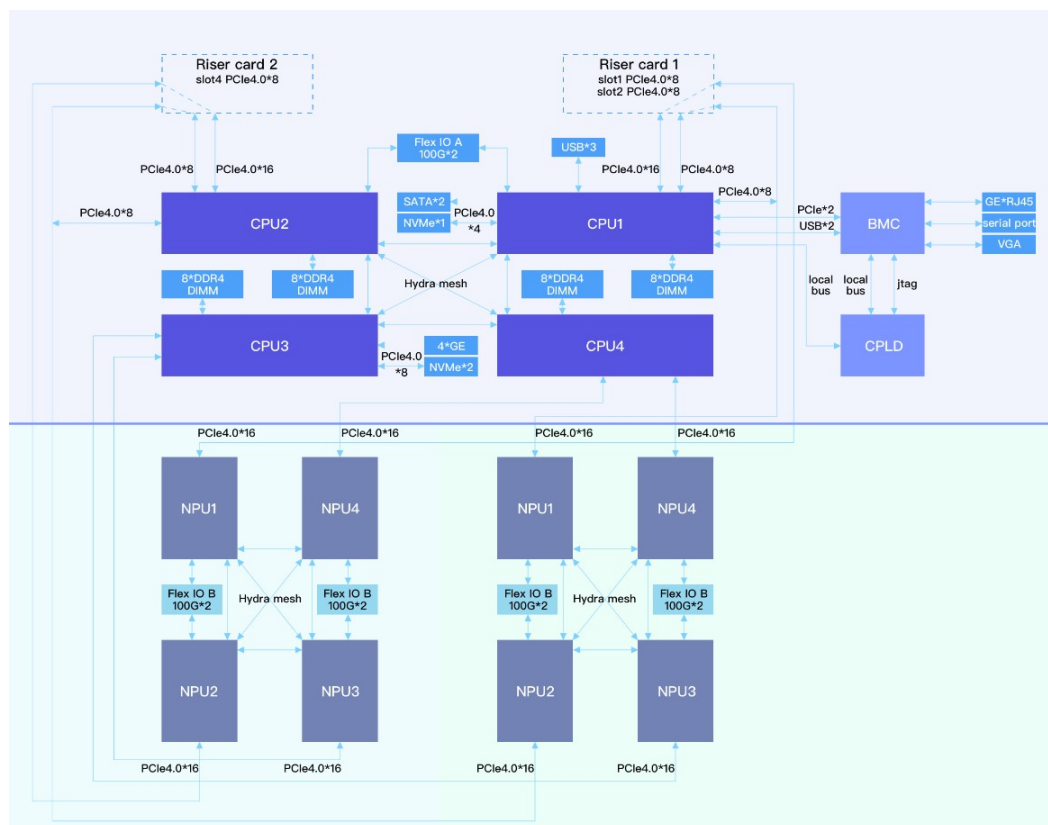 Riser card 2
slot4 PCIe4.0*8
Riser card 1
slot1 PCIe4.0*8
slot2 PCIe4.0*8
Flex IO A
100G*2
USB*3
PCIe4.0*8
PCIe4.0*16
PCIe4.0*16
PCIe4.0*8
PCIe4.0*8
PCIe4.0*8
CPU2
SATA*2
NVMe*1
PCIe4.0
*4
CPU1
PCIe*2
USB*2
BMC
GE*RJ45
serial port
VGA
8*DDR4
DIMM
8*DDR4
DIMM
Hydra mesh
8*DDR4
DIMM
8*DDR4
DIMM
local
bus
local
bus
jtag
CPU3
PCIe4.0
*8
4*GE
NVMe*2
CPU4
CPLD
PCIe4.0*16
PCIe4.0*16
PCIe4.0*16
PCIe4.0*16
NPU1
NPU4
NPU1
NPU4
Flex IO B
100G*2
Hydra mesh
Flex IO B
100G*2
Flex IO B
100G*2
Hydra mesh
Flex IO B
100G*2
NPU2
NPU3
NPU2
NPU3
PCIe4.0*16
PCIe4.0*16
PCIe4.0*16
PCIe4.0*16